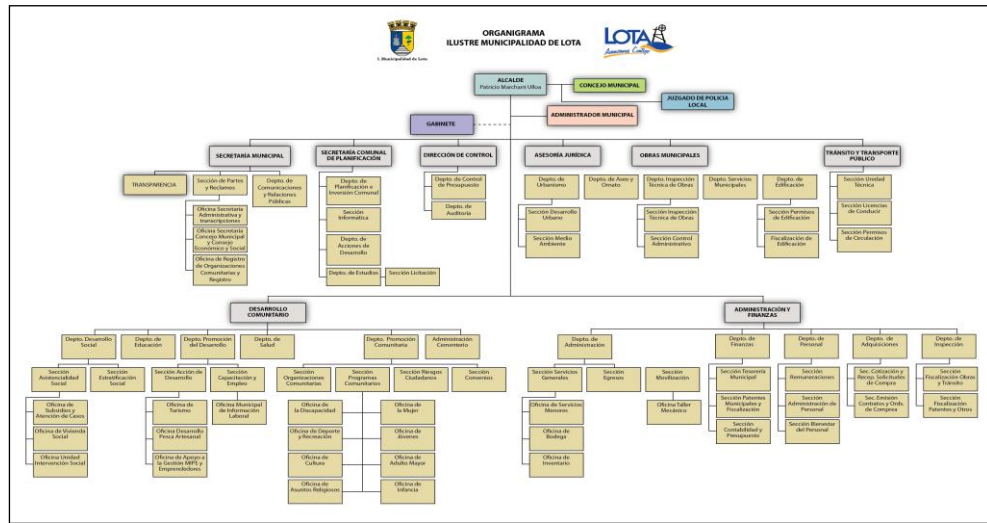 ORGANIGRAMA
ILUSTRE MUNICIPALIDAD DE LOTA
I. Municipalidad de Lota
LOTA
Avanzamos Contigo
ALCALDE
Patricio Marchant Ulloa
CONCEJO MUNICIPAL
JUZGADO DE POLICIA
LOCAL
ADMINISTRADOR MUNICIPAL
GABINETE
SECRETARÍA MUNICIPAL
SECRETARÍA COMUNAL
DE PLANIFICACIÓN
DIRECCIÓN DE CONTROL
ASESORÍA JURÍDICA
OBRAS MUNICIPALES
TRÁNSITO Y TRANSPORTE
PÚBLICO
TRANSPARENCIA
Sección de Partes
y Reclamos
Depto. de
Comunicaciones
y Relaciones
Públicas
Oficina Secretaria
Administrativa y
transcripciones
Oficina Secretaria
Concejo Municipal
y Consejo
Económico y Social
Oficina de Registro
de Organizaciones
Comunitarias y
Registro
Depto. de
Planificación e
Inversión Comunal
Sección
Informática
Depto. de
Acciones de
Desarrollo
Depto. de Estudios
Sección Licitación
Depto. de Control
de Presupuesto
Depto. de
Auditoría
Depto. de
Urbanismo
Depto. de Aseo y
Ornato
Depto. Inspección
Técnica de Obras
Depto. Servicios
Municipales
Depto. de
Edificación
Sección Desarrollo
Urbano
Sección Medio
Ambiente
Sección Inspección
Técnica de Obras
Sección Control
Administrativo
Sección Permisos
de Edificación
Fiscalización de
Edificación
Sección Unidad
Técnica
Sección Licencias
de Conducir
Sección Permisos
de Circulación
DESARROLLO
COMUNITARIO
Depto. Desarrollo
Social
Depto. de
Educación
Depto. Promoción
del Desarrollo
Depto. de
Salud
Depto. Promoción
Comunitaria
Administración
Cementerio
Sección
Asistencialidad
Social
Sección
Estratificación
Social
Sección Acción de
Desarrollo
Sección
Capacitación y
Empleo
Sección
Organizaciones
Comunitarias
Sección
Programas
Comunitarios
Sección Riesgos
Ciudadanos
Sección
Convenios
Oficina de
Subsidios y
Atención de Casos
Oficina de Vivienda
Social
Oficina Unidad
Intervención Social
Oficina de
Turismo
Oficina Municipal
de Información
Laboral
Oficina Desarrollo
Pesca Artesanal
Oficina de Apoyo a
la Gestión MIPE y
Emprendedores
Oficina de
la Discapacidad
Oficina de
la Mujer
Oficina de Deporte
y Recreación
Oficina de
Jóvenes
Oficina de
Cultura
Oficina de
Adulto Mayor
Oficina de
Asuntos Religiosos
Oficina de
Infancia
ADMINISTRACIÓN Y
FINANZAS
Depto. de
Administración
Depto. de
Finanzas
Depto. de
Personal
Depto. de
Adquisiciones
Depto. de
Inspección
Sección Servicios
Generales
Sección
Egresos
Sección
Movilización
Oficina de Servicios
Menores
Oficina de
Bodega
Oficina de
Inventario
Oficina Taller
Mecánico
Sección Tesorería
Municipal
Sección Patentes
Municipales y
Fiscalización
Sección
Contabilidad y
Presupuesto
Sección
Remuneraciones
Sección
Administración de
Personal
Sección Bienestar
del Personal
Sec. Cotización y
Recep. Solicitudes
de Compra
Sec. Emisión
Contratos y Ords.
de Comprea
Sección
Fiscalización Obras
y Tránsito
Sección
Fiscalización
Patentes y Otros